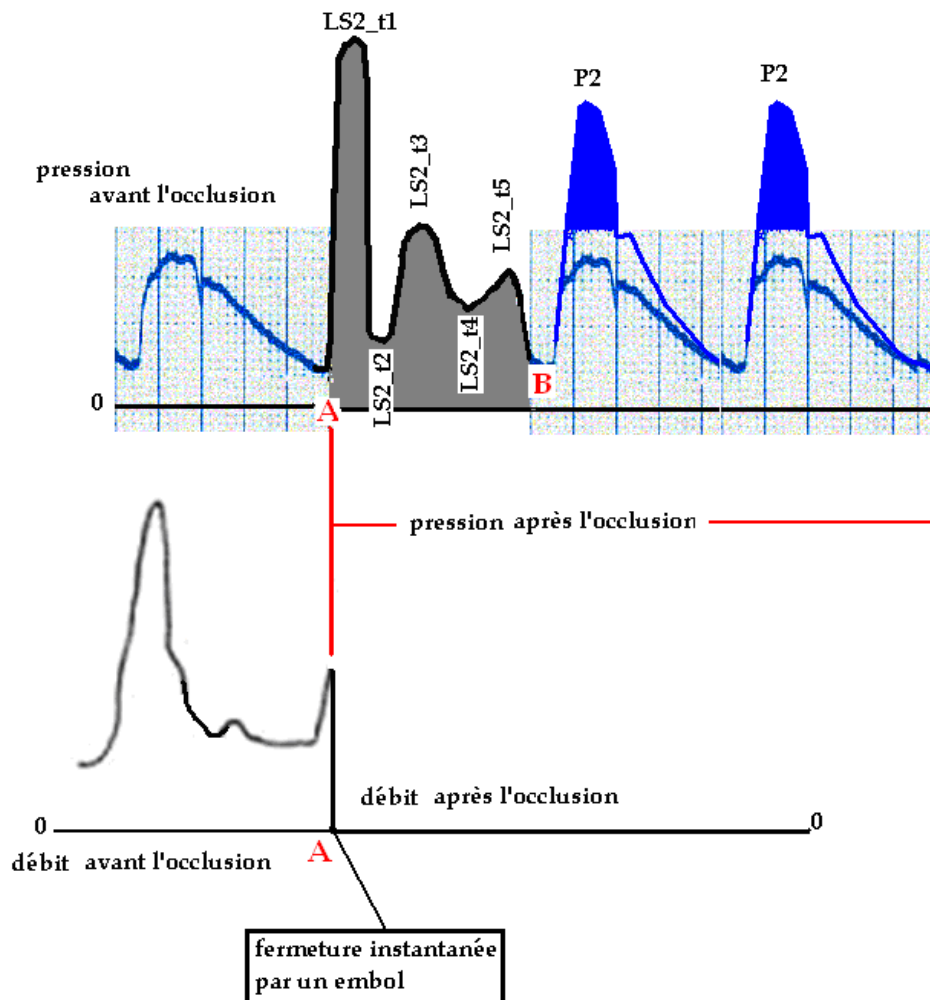 LS2_t1
P2
P2
LS2_t3
LS2_t5
pression
avant l'occlusion
LS2_t2
LS2_t4
0
A
B
pression après l'occlusion
débit après l'occlusion
0
0
débit avant l'occlusion
A
fermeture instantanée
par un embol